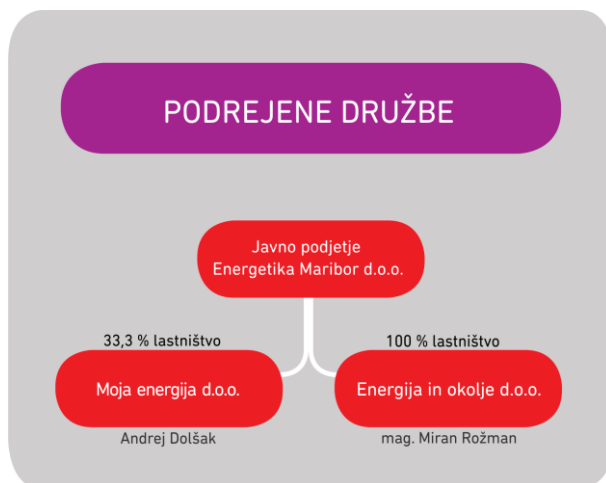 PODREJENE DRUŽBE
Javno podjetje
Energetika Maribor d.o.o.
33,3 % lastništvo
100 % lastništvo
Moja energija d.o.o.
Energija in okolje d.o.o.
Andrej Dolšak
mag. Miran Rožman